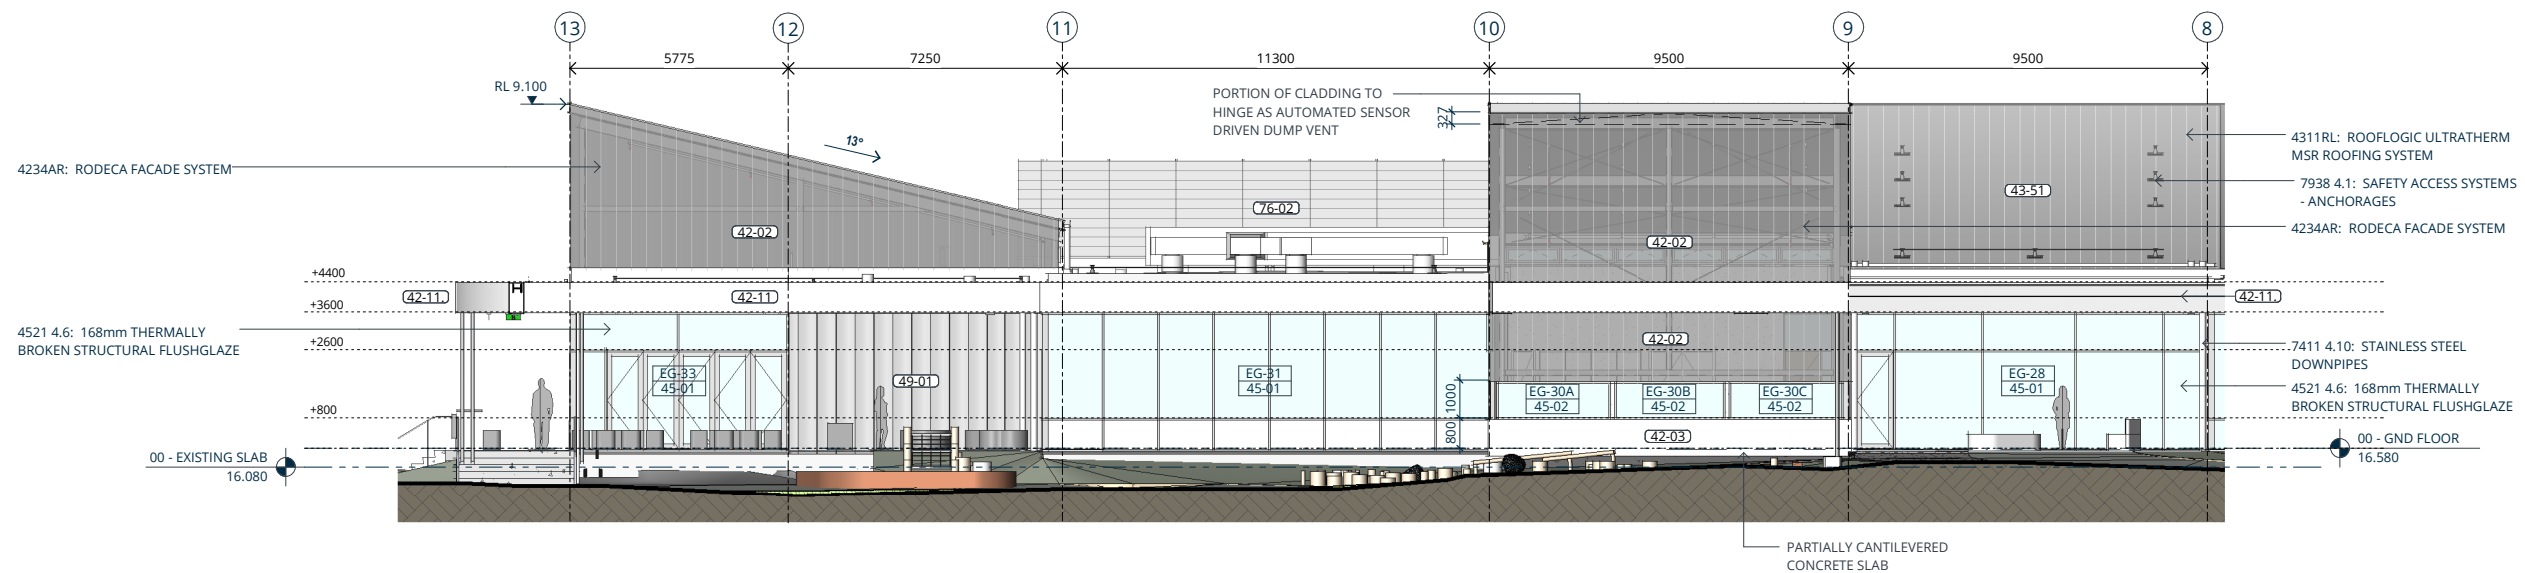 13
12
11
10
9
8
5775
7250
11300
9500
9500
RL 9.100
PORTION OF CLADDING TO
HINGE AS AUTOMATED SENSOR
DRIVEN DUMP VENT
327
13°
4234AR: RODECA FACADE SYSTEM
4311RL: ROOFLOGIC ULTRATHERM
MSR ROOFING SYSTEM
7938 4.1: SAFETY ACCESS SYSTEMS
- ANCHORAGES
4234AR: RODECA FACADE SYSTEM
43-51
76-02
42-02
42-02
+4400
42-11.
42-11
42-11.
+3600
4521 4.6: 168mm THERMALLY
BROKEN STRUCTURAL FLUSHGLAZE
42-02
+2600
7411 4.10: STAINLESS STEEL
DOWNPIPES
EG-33
45-01
49-01
EG-31
45-01
1000
EG-30A
45-02
EG-30B
45-02
EG-30C
45-02
EG-28
45-01
4521 4.6: 168mm THERMALLY
BROKEN STRUCTURAL FLUSHGLAZE
+800
800
42-03
00 - EXISTING SLAB
16.080
00 - GND FLOOR
16.580
PARTIALLY CANTILEVERED
CONCRETE SLAB